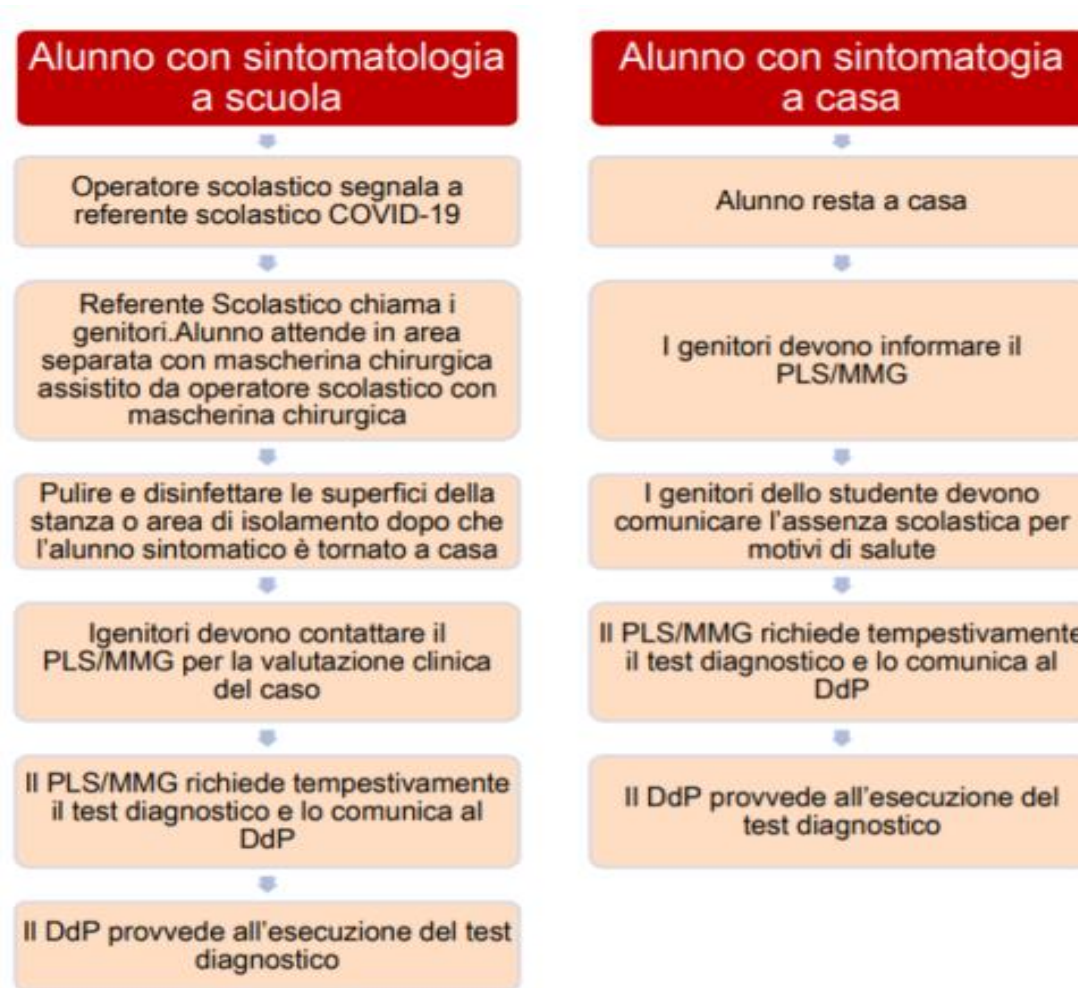 Alunno con sintomatologia
a scuola
Operatore scolastico segnala a
referente scolastico COVID-19
Referente Scolastico chiama i
genitori.Alunno attende in area
separata con mascherina chirurgica
assistito da operatore scolastico con
mascherina chirurgica
Pulire e disinfettare le superfici della
stanza o area di isolamento dopo che
l'alunno sintomatico è tornato a casa
Igenitori devono contattare il
PLS/MMG per la valutazione clinica
del caso
Il PLS/MMG richiede tempestivamente
il test diagnostico e lo comunica al
DdP
Il DdP provvede all'esecuzione del test
diagnostico
Alunno con sintomatogia
a casa
Alunno resta a casa
I genitori devono informare il
PLS/MMG
I genitori dello studente devono
comunicare l'assenza scolastica per
motivi di salute
Il PLS/MMG richiede tempestivamente
il test diagnostico e lo comunica al
DdP
Il DdP provvede all'esecuzione del
test diagnostico